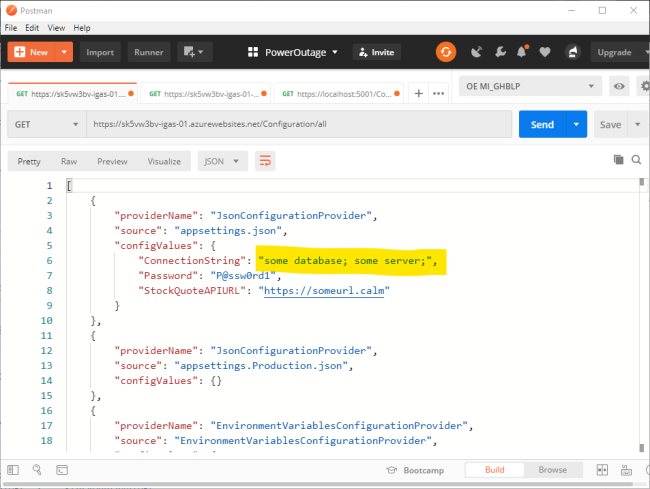 Postman
File Edit View Help
New Import Runner PowerOutage Invite Upgrade
GET https://sk5vw3bv-igas-01.... GET https://sk5vw3bv-igas-01-... GET https://localhost:5001/Co... OE MI_GHBLP
GET https://sk5vw3bv-igas-01.azurewebsites.net/Configuration/all Send Save
Pretty Raw Preview Visualize JSON
1 [
2 {
3 "providerName": "JsonConfigurationProvider",
4 "source": "appsettings.json",
5 "configValues": {
6 "ConnectionString": "some database; some server;",
7 "Password": "P@ssw0rd1",
8 "StockQuoteAPIURL": "https://someurl.calm"
9 }
10 },
11 {
12 "providerName": "JsonConfigurationProvider",
13 "source": "appsettings.Production.json",
14 "configValues": {}
15 },
16 {
17 "providerName": "EnvironmentVariablesConfigurationProvider",
18 "source": "EnvironmentVariablesConfigurationProvider",
Bootcamp Build Browse